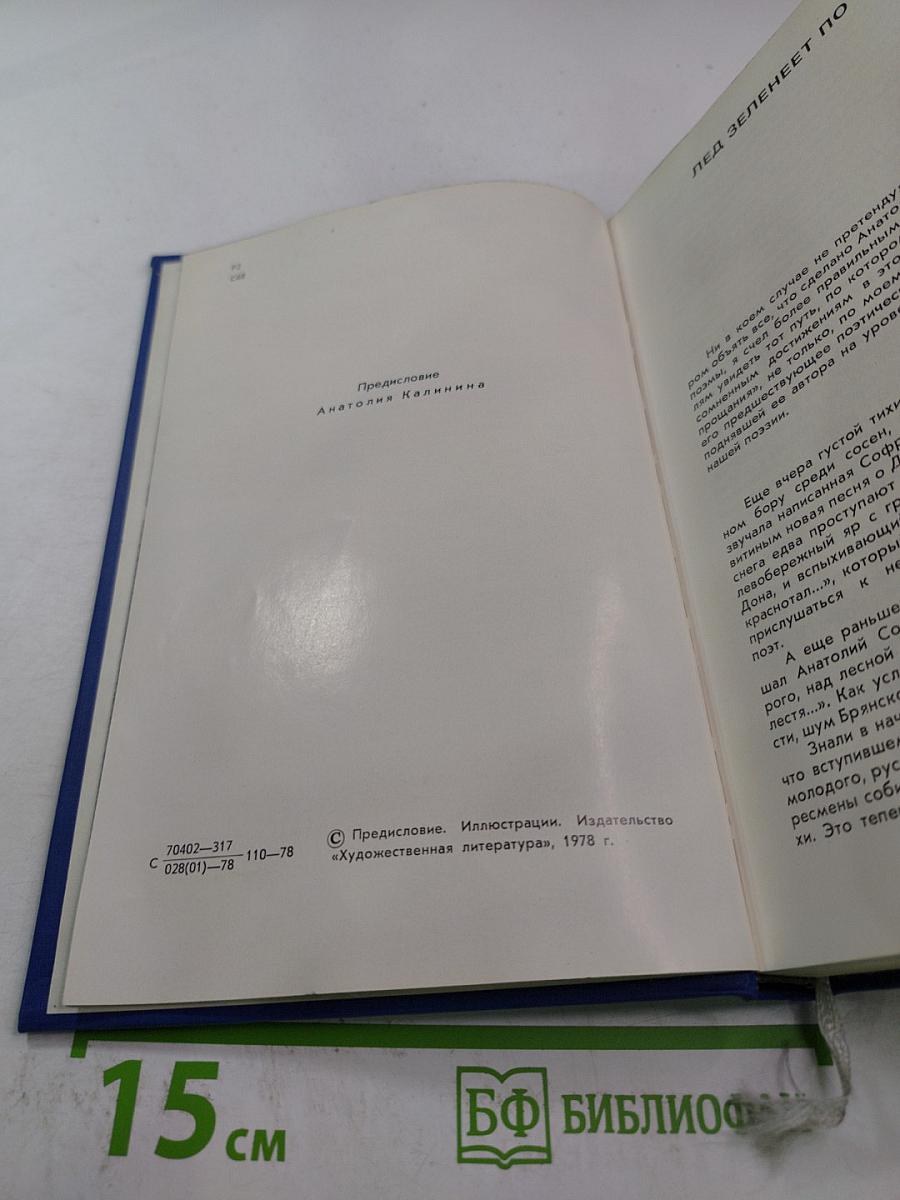 Р2
С68
Предисловие
Анатолия Калинина
С 70402—317 110—78
028(01)—78
© Предисловие. Иллюстрации. Издательство
«Художественная литература», 1978 г.
ЛЕД ЗЕЛЕНЕЕТ ПО
Ни в коем случае не претенду
ром объять все, что сделано Анато
поэмы, я счел более правильным
лям увидеть тот путь, по которо
сомненным достижениям в это
прощания», не только, по моем
его предшествующее поэтическ
поднявшей ее автора на урове
нашей поэзии.
Еще вчера густой тихи
ном бору среди сосен,
звучала написанная Софр
витиным новая песня о Д
снега едва проступают
левобережный яр с гр
Дона, и вспыхивающи
краснотал...», которы
прислушаться к не
поэт.
А еще раньше
шал Анатолий Со
рого, над лесной
лестя...». Как усл
сти, шум Брянско
Знали в нач
что вступившем
молодого, рус
ресмены соби
хи. Это тепе
15 см
БФ БИБЛИОФ